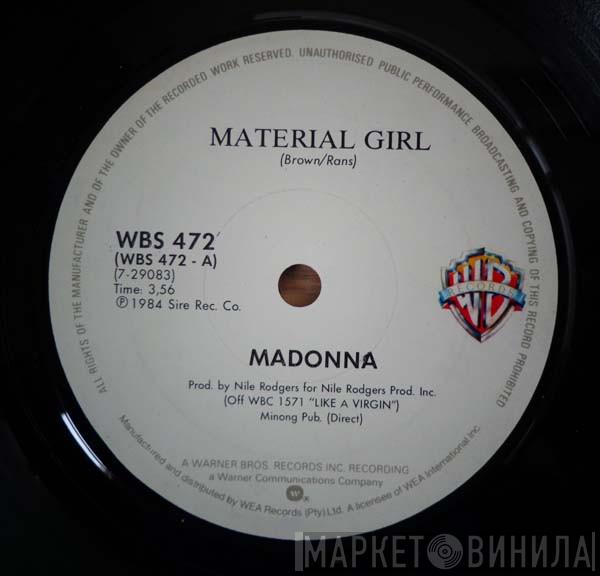 ALL RIGHTS OF THE MANUFACTURER AND OF THE OWNER OF THE RECORDED WORK RESERVED. UNAUTHORISED PUBLIC PERFORMANCE BROADCASTING AND COPYING OF THIS RECORD PROHIBITED
MATERIAL GIRL
(Brown/Rans)
WBS 472
(WBS 472 - A)
(7-29083)
Time: 3,56
℗ 1984 Sire Rec. Co.
WB
RECORDS
MADONNA
Prod. by Nile Rodgers for Nile Rodgers Prod. Inc.
(Off WBC 1571 "LIKE A VIRGIN")
Minong Pub. (Direct)
A WARNER BROS. RECORDS INC. RECORDING
a Warner Communications Company
W ®
Manufactured and distributed by WEA Records (Pty) Ltd. A licensee of WEA International Inc.
МАРКЕТ ВИНИЛА